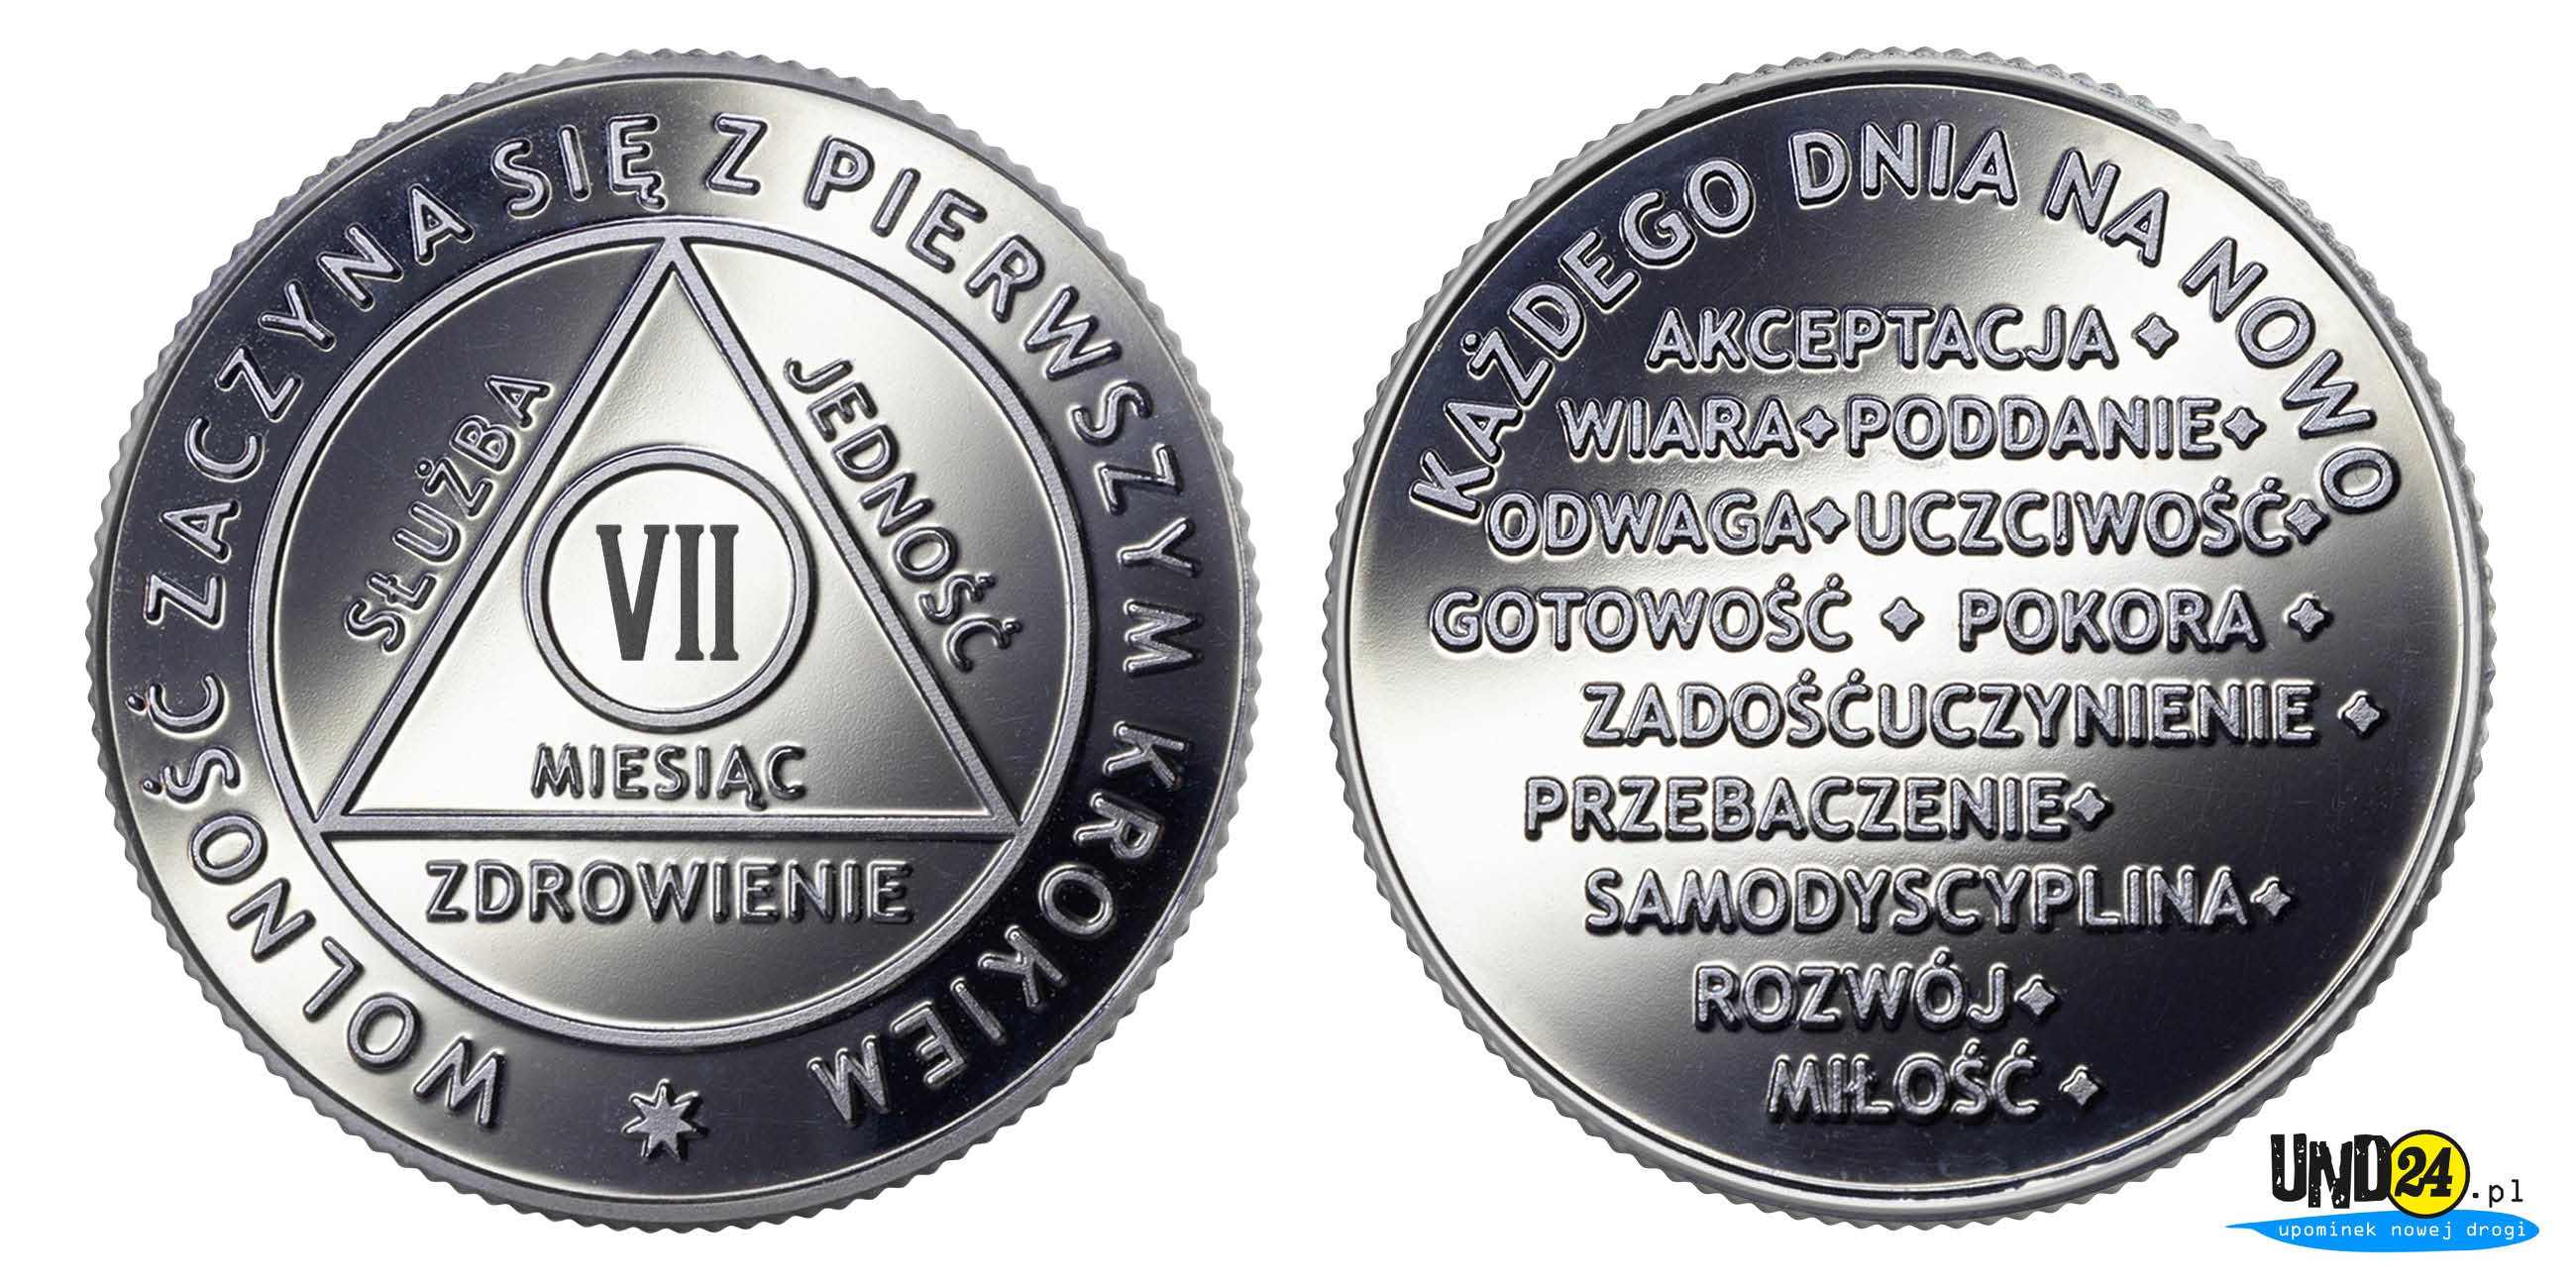 WOLNOŚĆ ZACZYNA SIĘ Z PIERWSZYM KROKIEM
SŁUŻBA
JEDNOŚĆ
VII
MIESIĄC
ZDROWIENIE
KAŻDEGO DNIA NA NOWO
AKCEPTACJA
WIARA PODDANIE
ODWAGA UCZCIWOŚĆ
GOTOWOŚĆ POKORA
ZADOŚĆUCZYNIENIE
PRZEBACZENIE
SAMODYSCYPLINA
ROZWÓJ
MIŁOŚĆ
UND24.pl
upominek nowej drogi